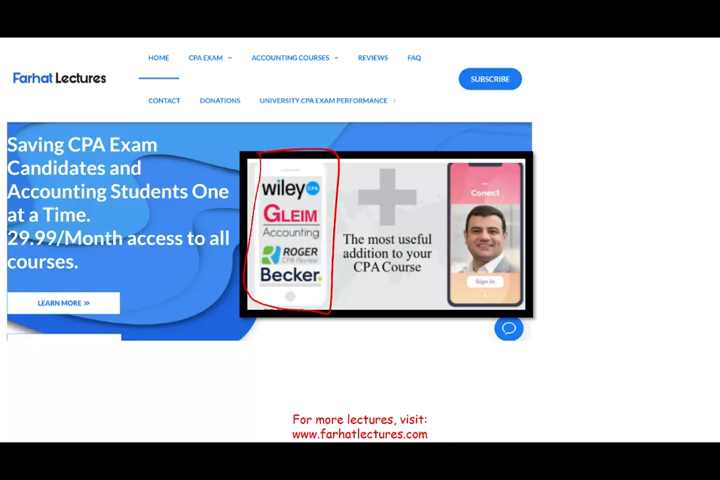 HOME
CPA EXAM
ACCOUNTING COURSES
REVIEWS
FAQ
Farhat Lectures
SUBSCRIBE
CONTACT
DONATIONS
UNIVERSITY CPA EXAM PERFORMANCE
Saving CPA Exam
Candidates and
Accounting Students One
at a Time.
29.99/Month access to all
courses.
LEARN MORE »
wiley CPA
GLEIM
Accounting
ROGER
CPA Review
Becker.
The most useful
addition to your
CPA Course
Conect
Sign in
For more lectures, visit:
www.farhatlectures.com